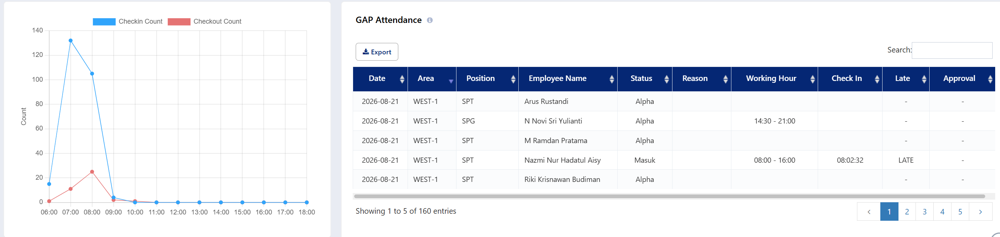 Checkin Count Checkout Count
140
120
100
80
60
40
20
0
Count
06:00 07:00 08:00 09:00 10:00 11:00 12:00 13:00 14:00 15:00 16:00 17:00 18:00
GAP Attendance
Export
Search:
Date Area Position Employee Name Status Reason Working Hour Check In Late Approval
2026-08-21 WEST-1 SPT Arus Rustandi Alpha - -
2026-08-21 WEST-1 SPG N Novi Sri Yulianti Alpha 14:30 - 21:00 - -
2026-08-21 WEST-1 SPT M Ramdan Pratama Alpha - -
2026-08-21 WEST-1 SPT Nazmi Nur Hadatul Aisy Masuk 08:00 - 16:00 08:02:32 LATE -
2026-08-21 WEST-1 SPT Riki Krisnawan Budiman Alpha - -
Showing 1 to 5 of 160 entries
‹ 1 2 3 4 5 ›